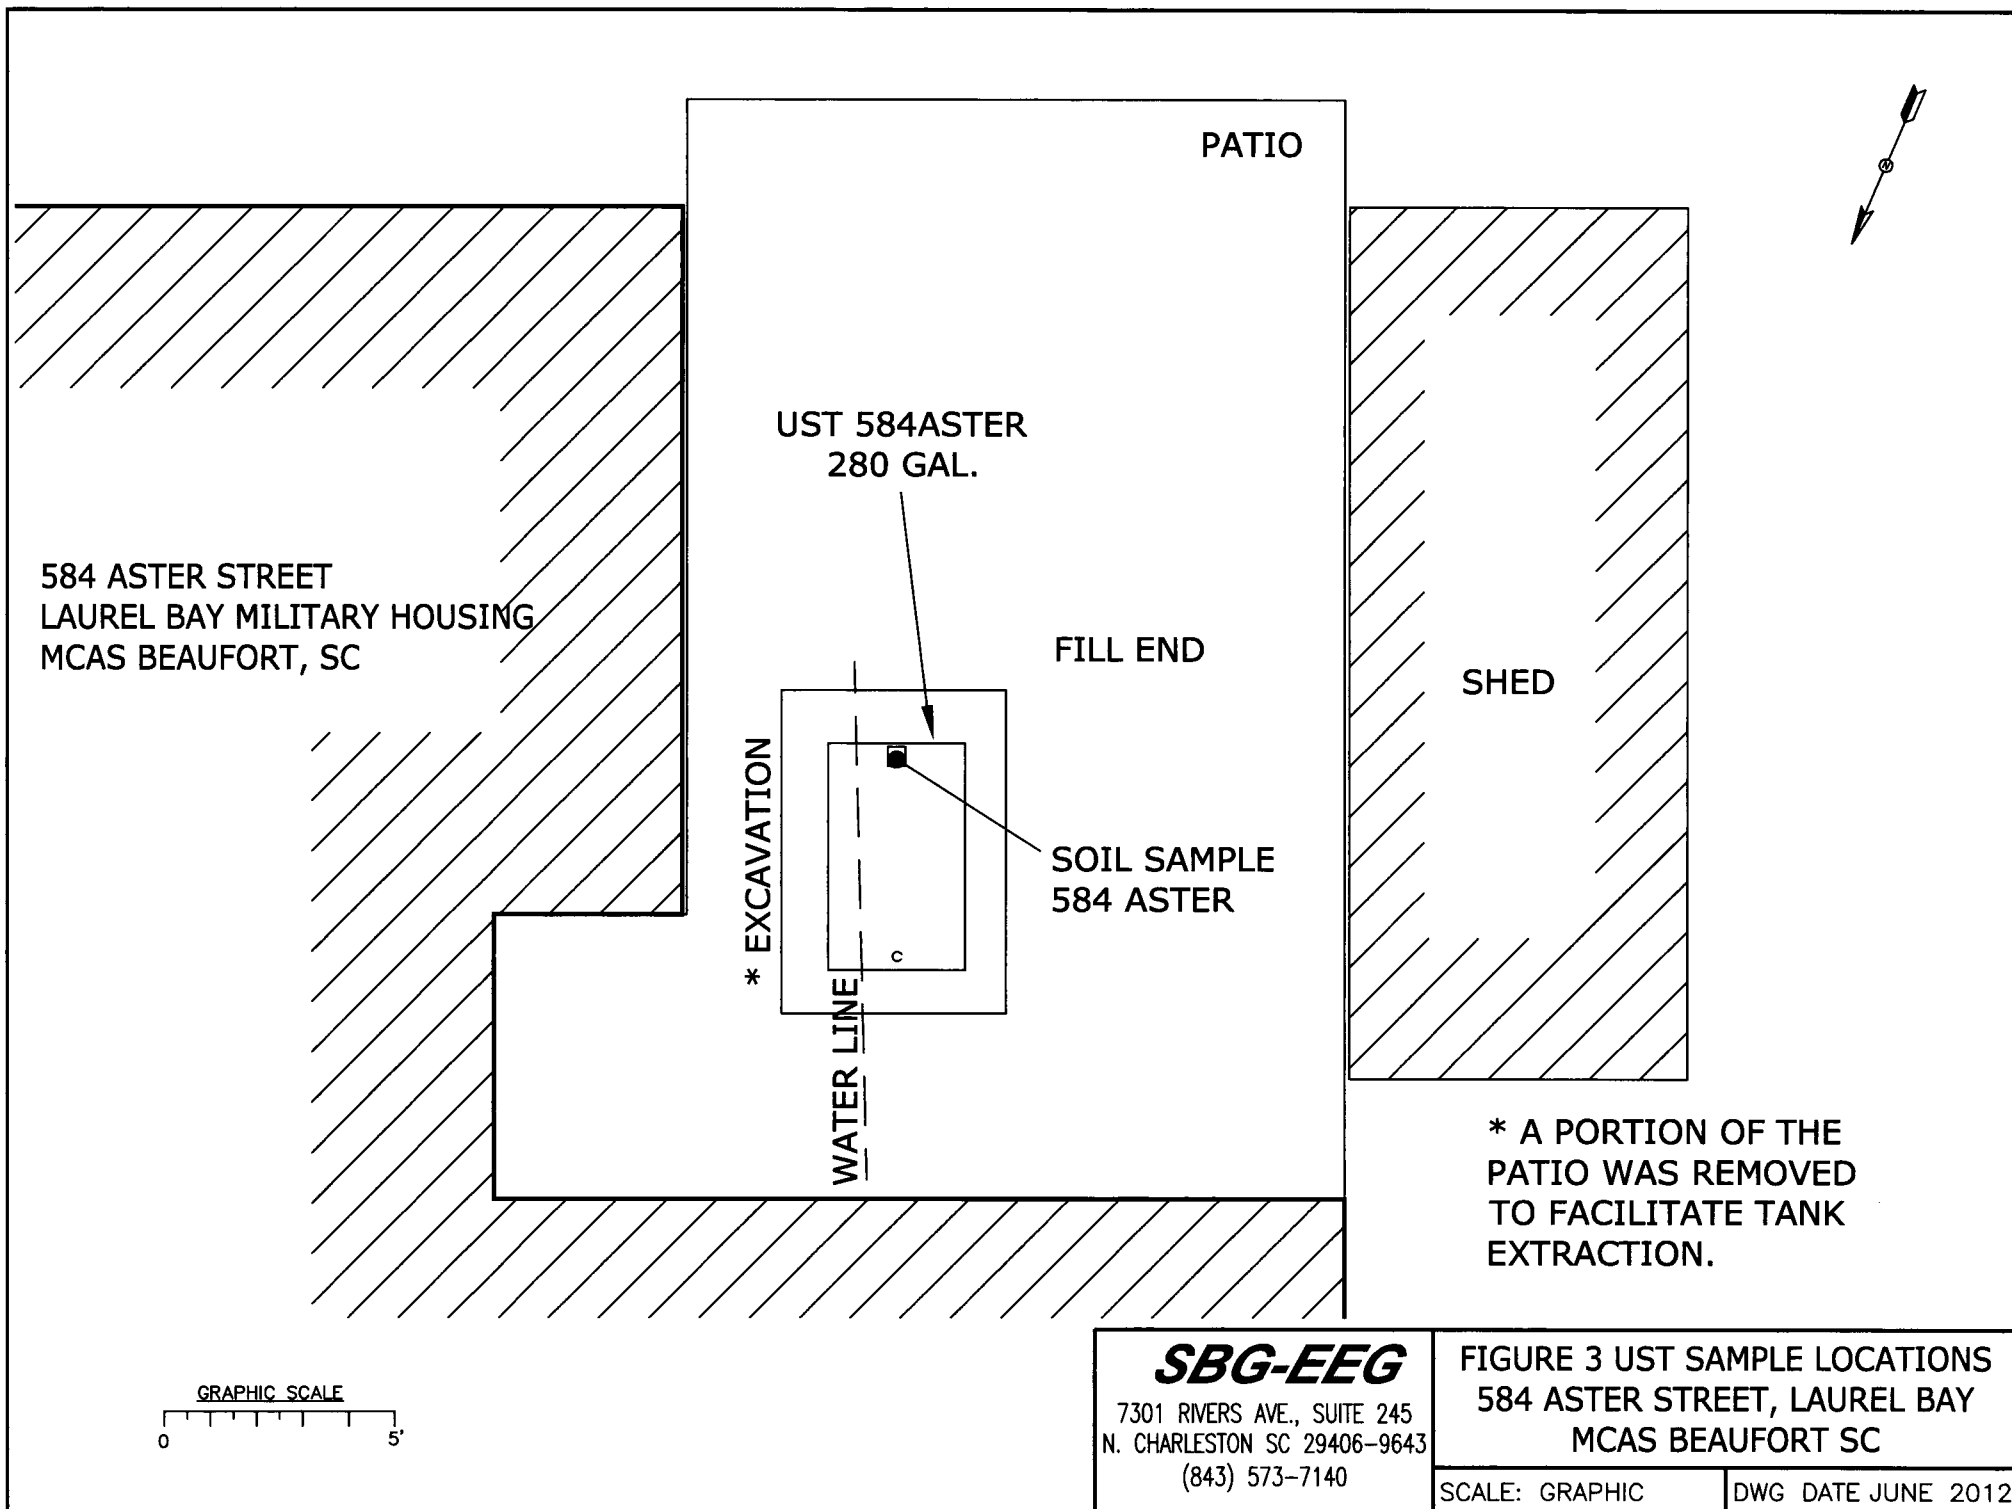 PATIO
N
UST 584ASTER
280 GAL.
584 ASTER STREET
LAUREL BAY MILITARY HOUSING
MCAS BEAUFORT, SC
FILL END
SHED
* EXCAVATION
SOIL SAMPLE
584 ASTER
C
WATER LINE
* A PORTION OF THE
PATIO WAS REMOVED
TO FACILITATE TANK
EXTRACTION.
GRAPHIC SCALE
0 5'
SBG-EEG
7301 RIVERS AVE., SUITE 245
N. CHARLESTON SC 29406-9643
(843) 573-7140
FIGURE 3 UST SAMPLE LOCATIONS
584 ASTER STREET, LAUREL BAY
MCAS BEAUFORT SC
SCALE: GRAPHIC
DWG DATE JUNE 2012